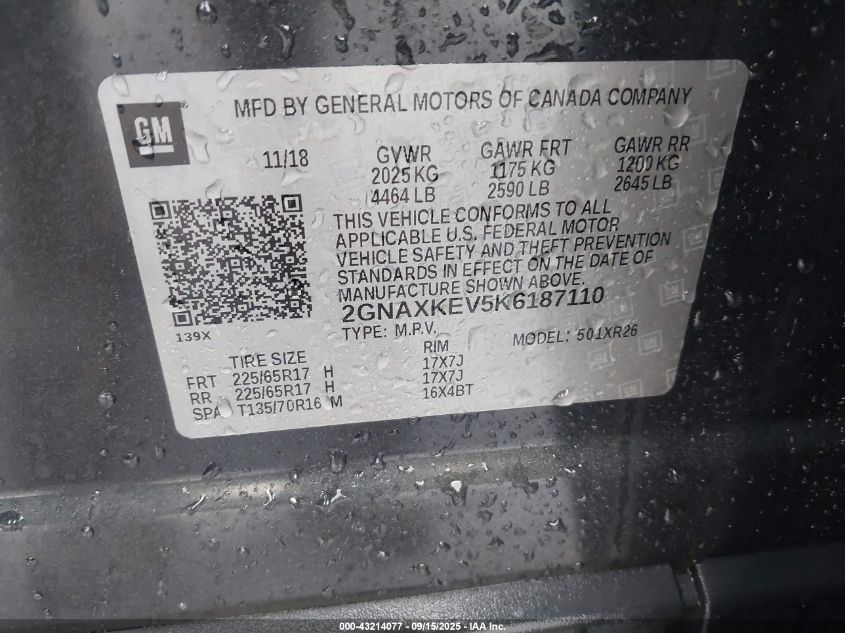 GM
MFD BY GENERAL MOTORS OF CANADA COMPANY
11/18 GVWR GAWR FRT GAWR RR
2025 KG 1175 KG 1200 KG
4464 LB 2590 LB 2645 LB
THIS VEHICLE CONFORMS TO ALL
APPLICABLE U.S. FEDERAL MOTOR
VEHICLE SAFETY AND THEFT PREVENTION
STANDARDS IN EFFECT ON THE DATE OF
MANUFACTURE SHOWN ABOVE.
2GNAXKEV5K6187110
139X
TYPE: M.P.V. MODEL: 501XR26
TIRE SIZE RIM
FRT 225/65R17 H 17X7J
RR 225/65R17 H 17X7J
SPA T135/70R16 M 16X4BT
000-43214077 - 09/15/2025 - IAA Inc.